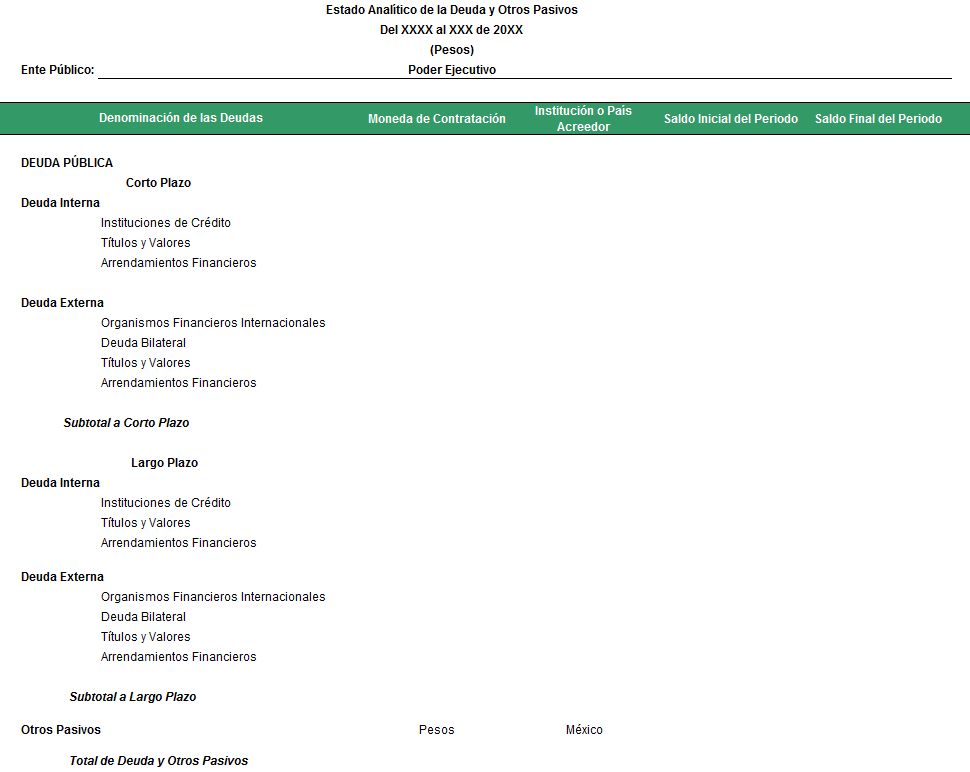 Estado Analítico de la Deuda y Otros Pasivos
Del XXXX al XXX de 20XX
(Pesos)
Ente Público: Poder Ejecutivo
Denominación de las Deudas Moneda de Contratación Institución o País Acreedor Saldo Inicial del Periodo Saldo Final del Periodo
DEUDA PÚBLICA
Corto Plazo
Deuda Interna
Instituciones de Crédito
Títulos y Valores
Arrendamientos Financieros
Deuda Externa
Organismos Financieros Internacionales
Deuda Bilateral
Títulos y Valores
Arrendamientos Financieros
Subtotal a Corto Plazo
Largo Plazo
Deuda Interna
Instituciones de Crédito
Títulos y Valores
Arrendamientos Financieros
Deuda Externa
Organismos Financieros Internacionales
Deuda Bilateral
Títulos y Valores
Arrendamientos Financieros
Subtotal a Largo Plazo
Otros Pasivos Pesos México
Total de Deuda y Otros Pasivos